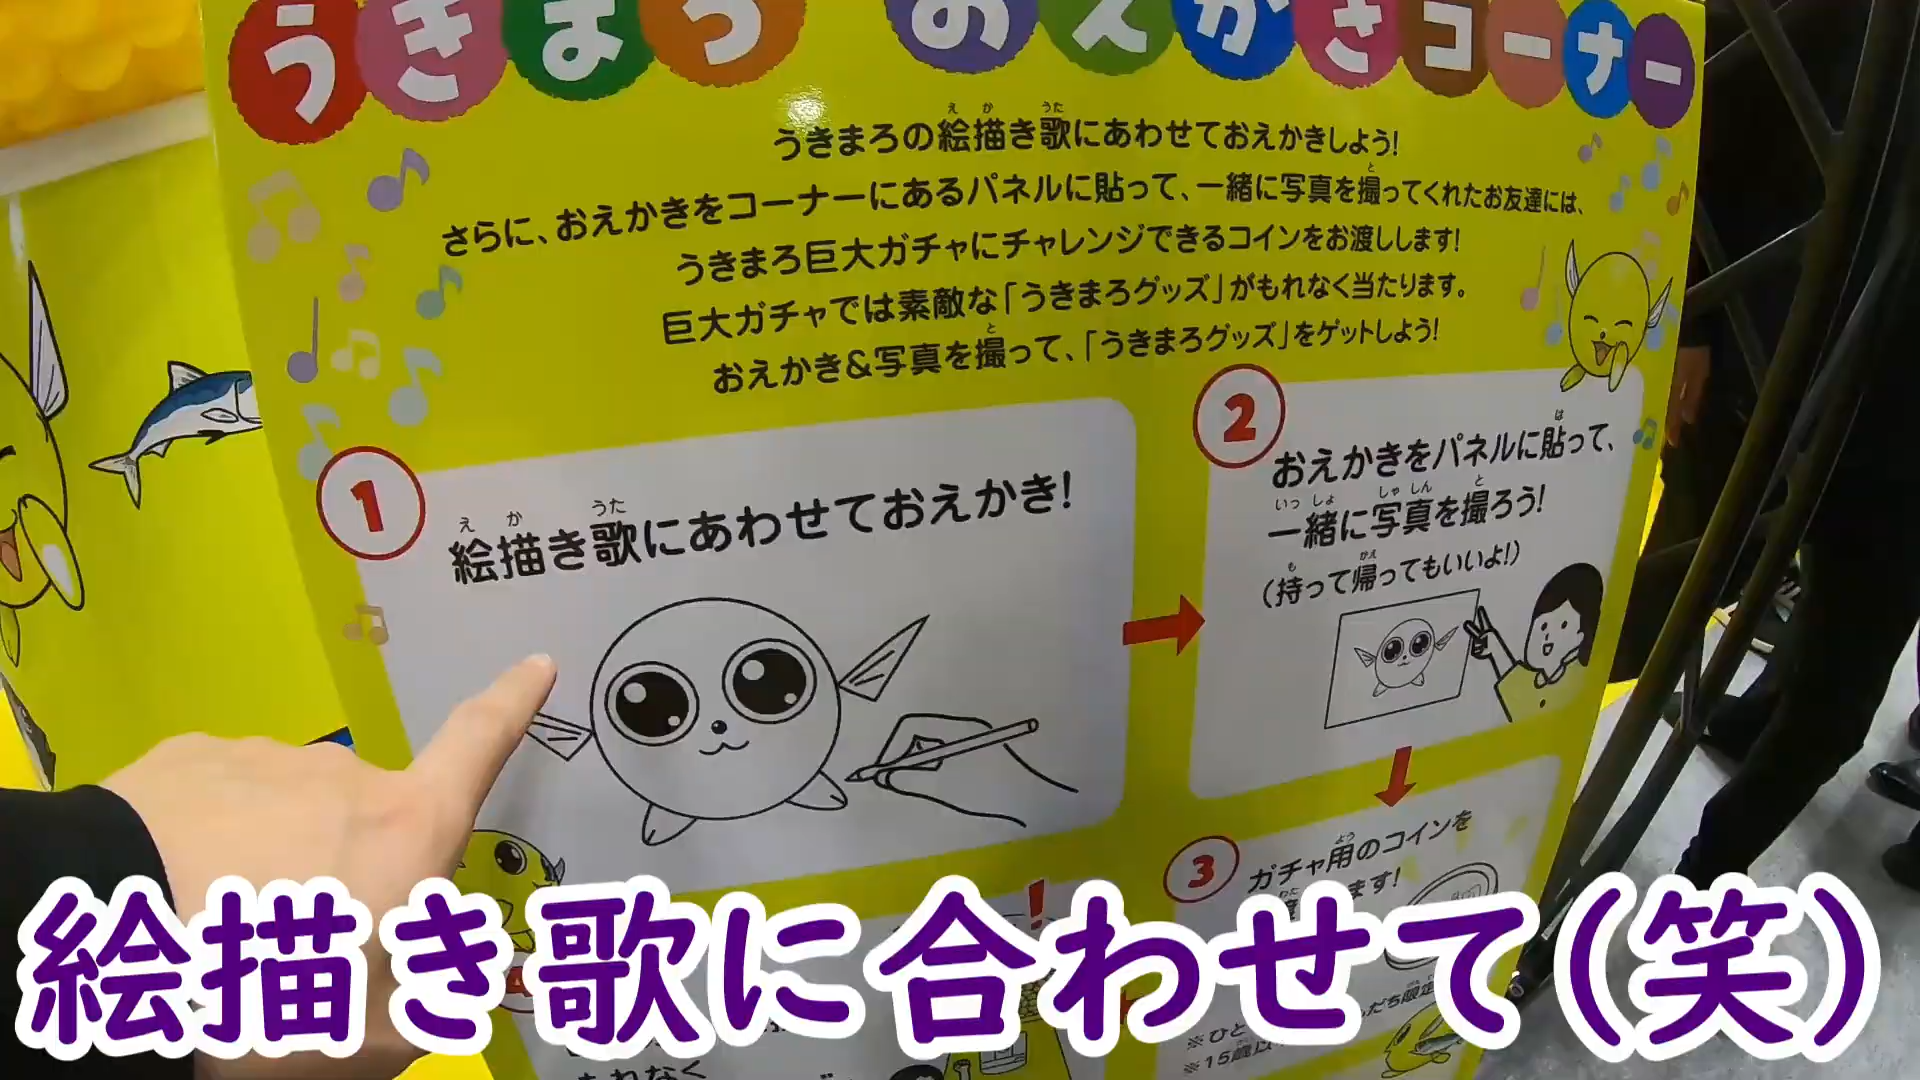 うきまろ おえかきコーナー
うきまろの絵描き歌にあわせておえかきしよう!
さらに、おえかきをコーナーにあるパネルに貼って、一緒に写真を撮ってくれたお友達には、
うきまろ巨大ガチャにチャレンジできるコインをお渡しします!
巨大ガチャでは素敵な「うきまろグッズ」がもれなく当たります。
おえかき&写真を撮って、「うきまろグッズ」をゲットしよう!
1
絵描き歌にあわせておえかき!
2
おえかきをパネルに貼って、
一緒に写真を撮ろう!
(持って帰ってもいいよ!)
3
ガチャ用のコインを
ます!
絵描き歌に合わせて(笑)